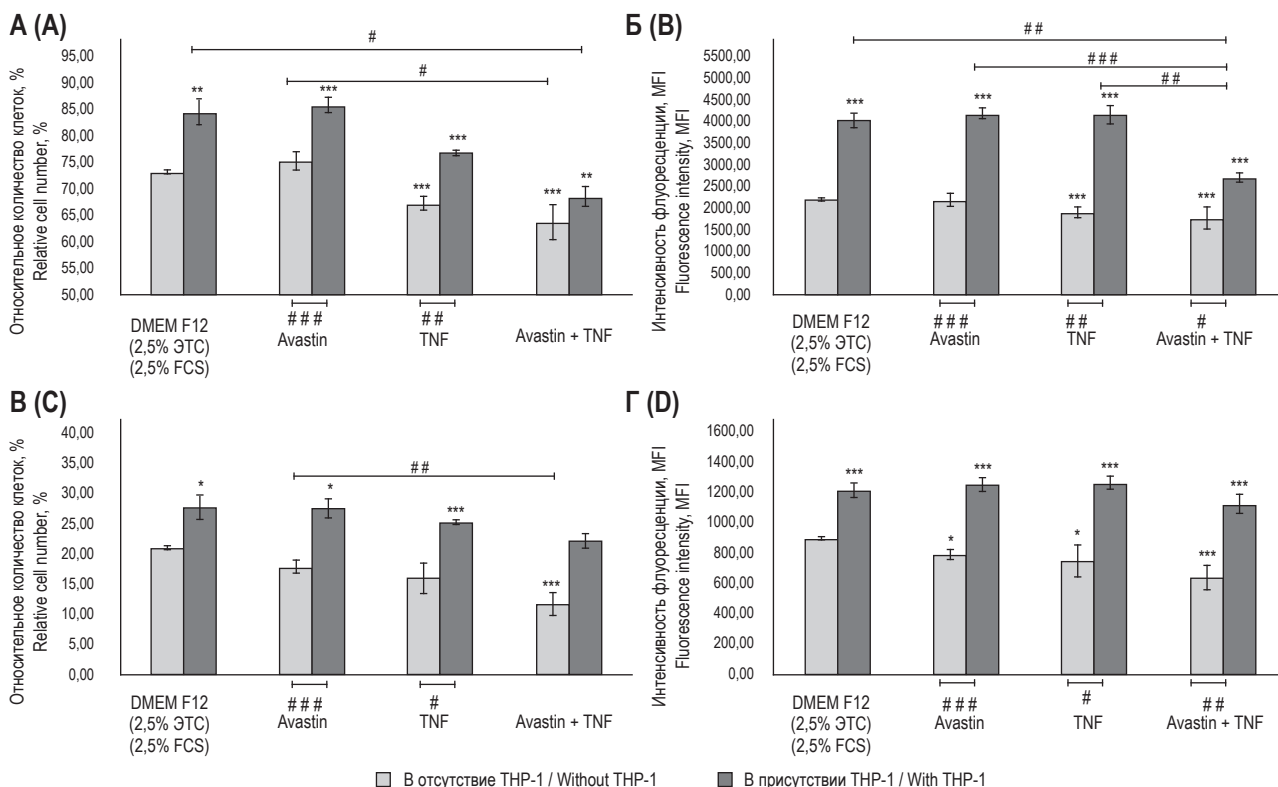 А (A)
Относительное количество клеток, %
Relative cell number, %
95,00
90,00
85,00
80,00
75,00
70,00
65,00
60,00
55,00
50,00
#
#
**
***
***
***
***
**
# # #
# #
DMEM F12
(2,5% ЭТС)
(2,5% FCS)
Avastin
TNF
Avastin + TNF
Б (B)
Интенсивность флуоресценции, MFI
Fluorescence intensity, MFI
5500,00
5000,00
4500,00
4000,00
3500,00
3000,00
2500,00
2000,00
1500,00
1000,00
500,00
0,00
# #
# # #
# #
***
***
***
***
***
***
# # #
# #
#
DMEM F12
(2,5% ЭТС)
(2,5% FCS)
Avastin
TNF
Avastin + TNF
В (C)
Относительное количество клеток, %
Relative cell number, %
40,00
35,00
30,00
25,00
20,00
15,00
10,00
5,00
0,00
# #
*
*
***
***
# # #
#
DMEM F12
(2,5% ЭТС)
(2,5% FCS)
Avastin
TNF
Avastin + TNF
Г (D)
Интенсивность флуоресценции, MFI
Fluorescence intensity, MFI
1600,00
1400,00
1200,00
1000,00
800,00
600,00
400,00
200,00
0,00
***
***
***
***
*
*
***
# # #
#
# #
DMEM F12
(2,5% ЭТС)
(2,5% FCS)
Avastin
TNF
Avastin + TNF
В отсутствие THP-1 / Without THP-1
В присутствии THP-1 / With THP-1